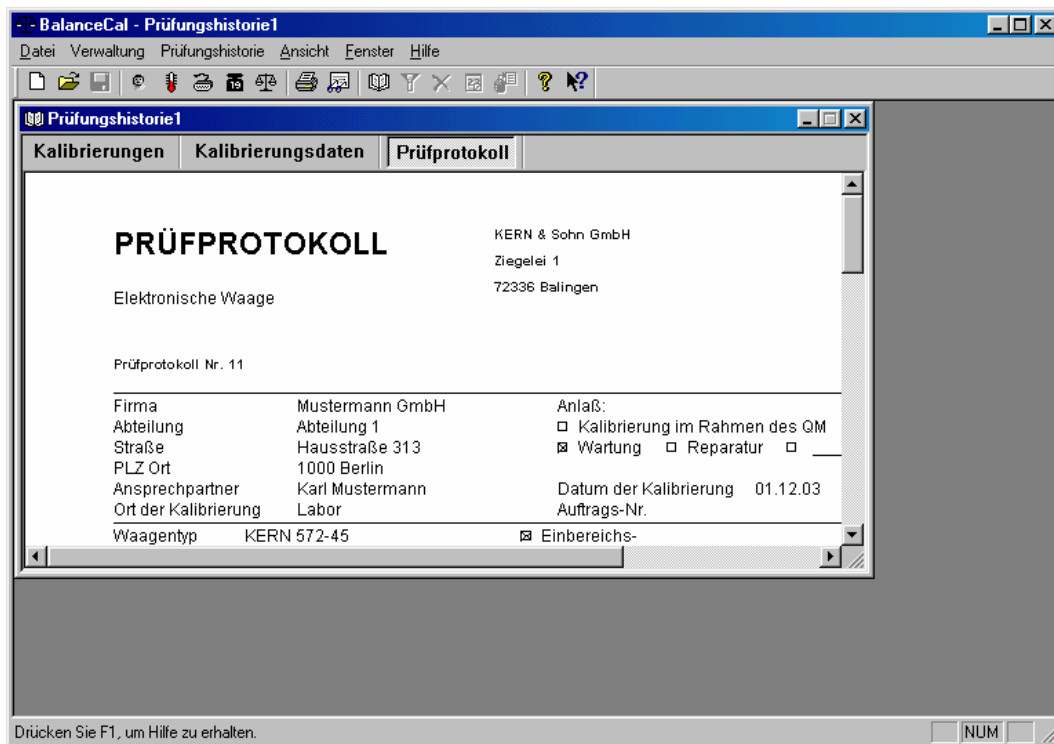 BalanceCal - Prüfungshistorie1
Datei Verwaltung Prüfungshistorie Ansicht Fenster Hilfe
19
Prüfungshistorie1
Kalibrierungen Kalibrierungsdaten Prüfprotokoll
PRÜFPROTOKOLL
KERN & Sohn GmbH
Ziegelei 1
72336 Balingen
Elektronische Waage
Prüfprotokoll Nr. 11
Firma Mustermann GmbH Anlaß:
Abteilung Abteilung 1 Kalibrierung im Rahmen des QM
Straße Hausstraße 313 Wartung Reparatur
PLZ Ort 1000 Berlin
Ansprechpartner Karl Mustermann Datum der Kalibrierung 01.12.03
Ort der Kalibrierung Labor Auftrags-Nr.
Waagentyp KERN 572-45 Einbereichs-
Drücken Sie F1, um Hilfe zu erhalten. NUM